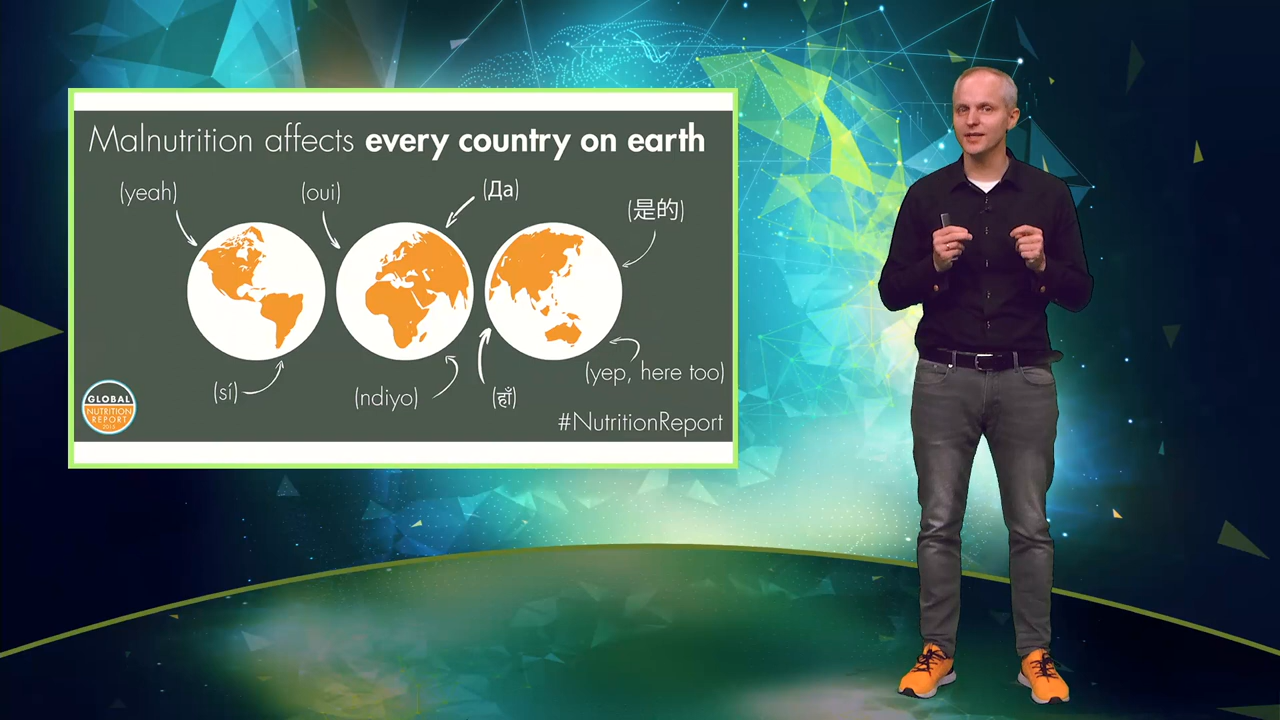 Malnutrition affects every country on earth
(yeah)
(oui)
(Да)
(是的)
(sí)
(ndiyo)
(हाँ)
(yep, here too)
GLOBAL
NUTRITION
REPORT
2015
#NutritionReport